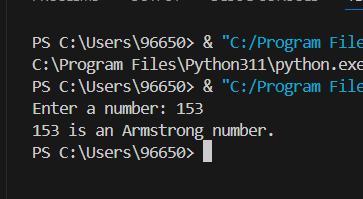 PS C:\Users\96650> & "C:/Program File
C:\Program Files\Python311\python.exe
PS C:\Users\96650> & "C:/Program File
Enter a number: 153
153 is an Armstrong number.
PS C:\Users\96650>